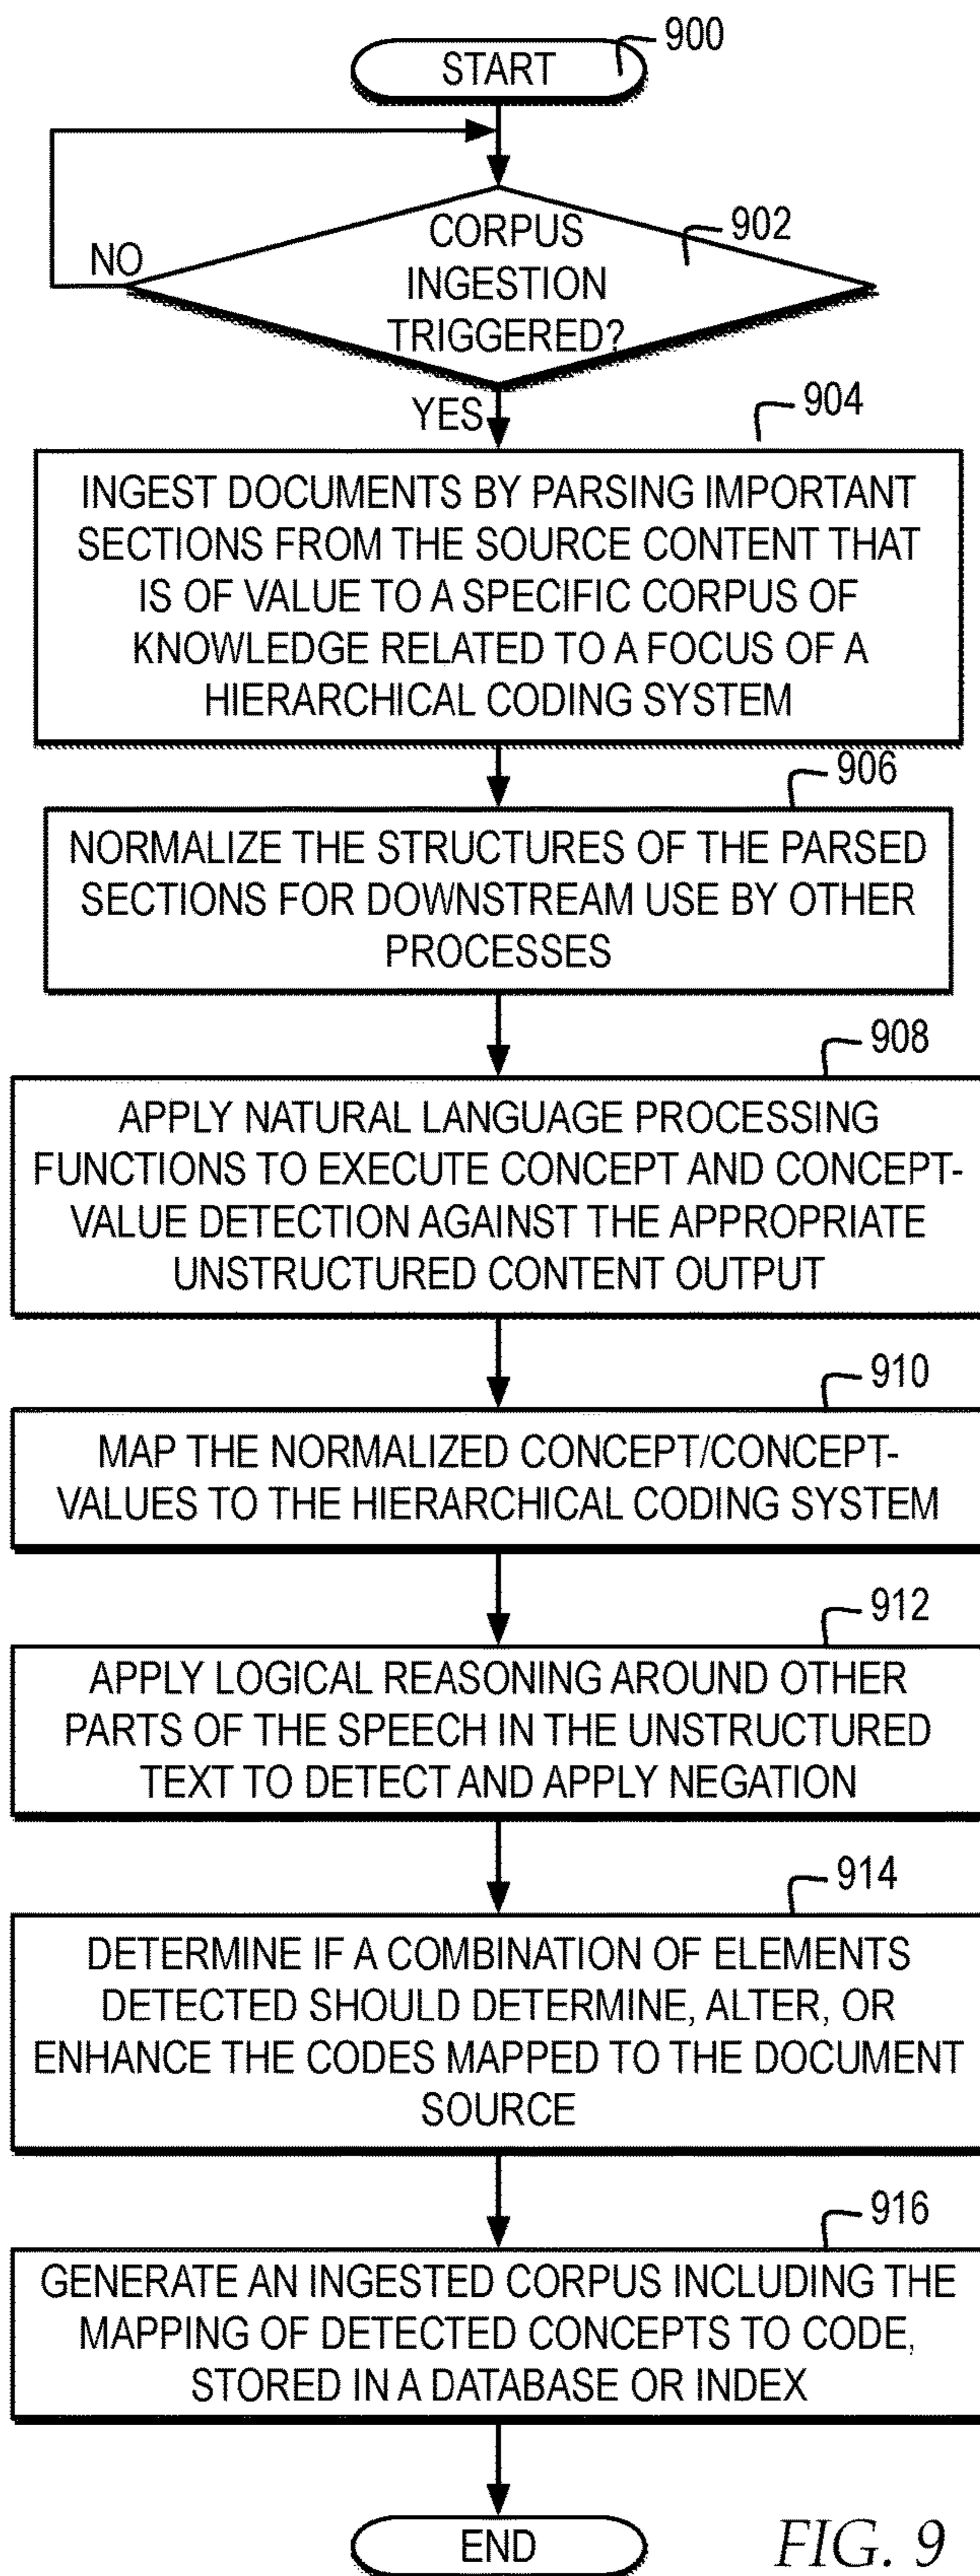 START
900
CORPUS
INGESTION
TRIGGERED?
902
NO
YES
904
INGEST DOCUMENTS BY PARSING IMPORTANT
SECTIONS FROM THE SOURCE CONTENT THAT
IS OF VALUE TO A SPECIFIC CORPUS OF
KNOWLEDGE RELATED TO A FOCUS OF A
HIERARCHICAL CODING SYSTEM
906
NORMALIZE THE STRUCTURES OF THE PARSED
SECTIONS FOR DOWNSTREAM USE BY OTHER
PROCESSES
908
APPLY NATURAL LANGUAGE PROCESSING
FUNCTIONS TO EXECUTE CONCEPT AND CONCEPT-
VALUE DETECTION AGAINST THE APPROPRIATE
UNSTRUCTURED CONTENT OUTPUT
910
MAP THE NORMALIZED CONCEPT/CONCEPT-
VALUES TO THE HIERARCHICAL CODING SYSTEM
912
APPLY LOGICAL REASONING AROUND OTHER
PARTS OF THE SPEECH IN THE UNSTRUCTURED
TEXT TO DETECT AND APPLY NEGATION
914
DETERMINE IF A COMBINATION OF ELEMENTS
DETECTED SHOULD DETERMINE, ALTER, OR
ENHANCE THE CODES MAPPED TO THE DOCUMENT
SOURCE
916
GENERATE AN INGESTED CORPUS INCLUDING THE
MAPPING OF DETECTED CONCEPTS TO CODE,
STORED IN A DATABASE OR INDEX
END
FIG. 9